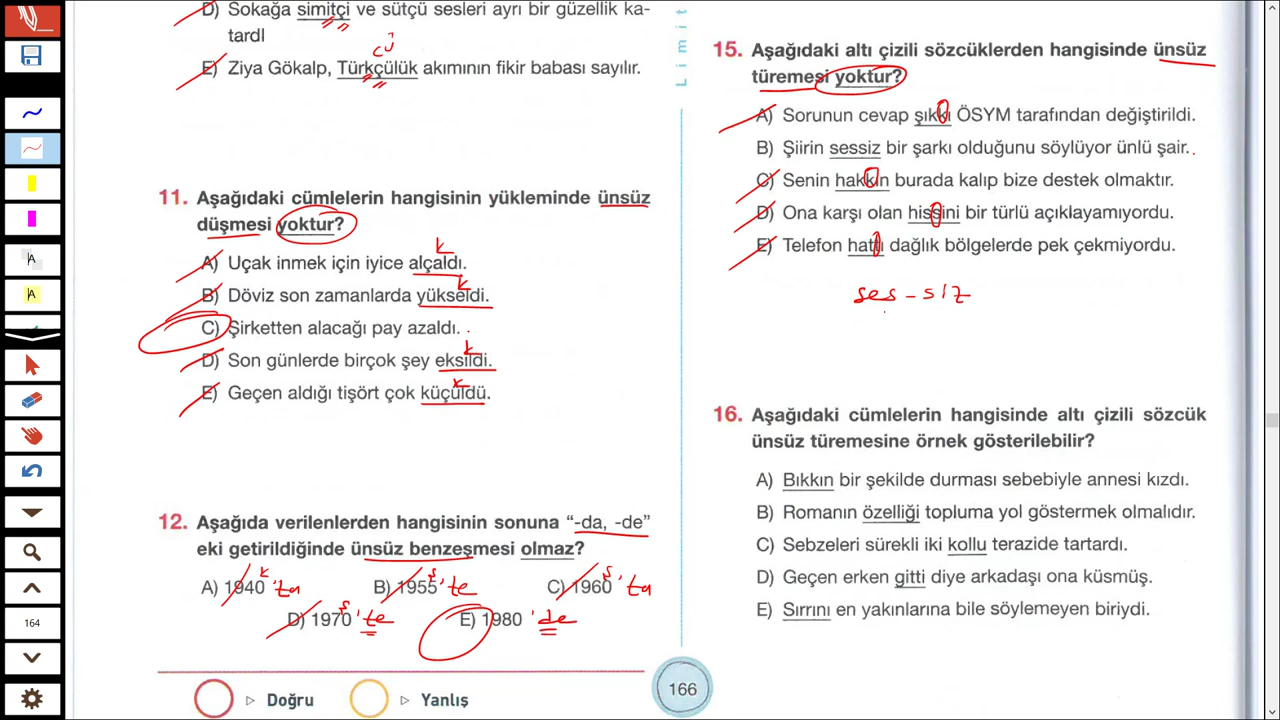 D) Sokağa simitçi ve sütçü sesleri ayrı bir güzellik ka-
tardI
cü
E) Ziya Gökalp, Türkçülük akımının fikir babası sayılır.
11. Aşağıdaki cümlelerin hangisinin yükleminde ünsüz
düşmesi yoktur?
k
A) Uçak inmek için iyice alçaldı.
k
B) Döviz son zamanlarda yükseldi.
C) Şirketten alacağı pay azaldı.
k
D) Son günlerde birçok şey eksildi.
k
E) Geçen aldığı tişört çok küçüldü.
12. Aşağıda verilenlerden hangisinin sonuna “-da, -de”
eki getirildiğinde ünsüz benzeşmesi olmaz?
k ş ş
A) 1940 'ta B) 1955 'te C) 1960 'ta
ş
D) 1970 'te E) 1980 'de
Doğru Yanlış
Limit
15. Aşağıdaki altı çizili sözcüklerden hangisinde ünsüz
türemesi yoktur?
A) Sorunun cevap şıkkı ÖSYM tarafından değiştirildi.
B) Şiirin sessiz bir şarkı olduğunu söylüyor ünlü şair.
C) Senin hakkın burada kalıp bize destek olmaktır.
D) Ona karşı olan hissini bir türlü açıklayamıyordu.
E) Telefon hattı dağlık bölgelerde pek çekmiyordu.
ses - siz
16. Aşağıdaki cümlelerin hangisinde altı çizili sözcük
ünsüz türemesine örnek gösterilebilir?
A) Bıkkın bir şekilde durması sebebiyle annesi kızdı.
B) Romanın özelliği topluma yol göstermek olmalıdır.
C) Sebzeleri sürekli iki kollu terazide tartardı.
D) Geçen erken gitti diye arkadaşı ona küsmüş.
E) Sırrını en yakınlarına bile söylemeyen biriydi.
166
A
A
164